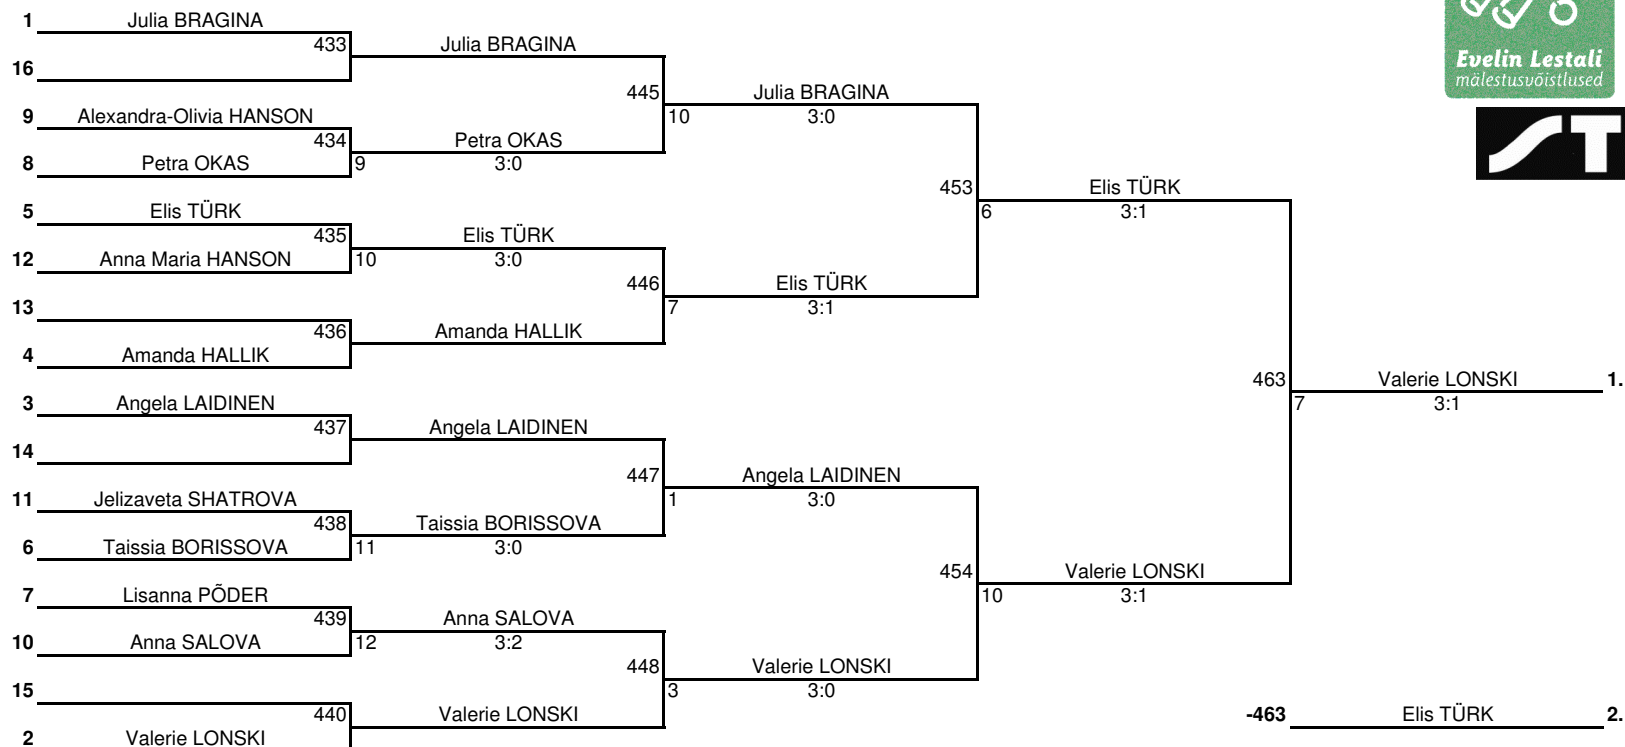 1 Julia BRAGINA
433 Julia BRAGINA
16
445 Julia BRAGINA
10 3:0
9 Alexandra-Olivia HANSON
434 Petra OKAS
8 Petra OKAS 9 3:0
453 Elis TÜRK
6 3:1
5 Elis TÜRK
435 Elis TÜRK
12 Anna Maria HANSON 10 3:0
446 Elis TÜRK
7 3:1
13
436 Amanda HALLIK
4 Amanda HALLIK
463 Valerie LONSKI 1.
7 3:1
3 Angela LAIDINEN
437 Angela LAIDINEN
14
447 Angela LAIDINEN
1 3:0
11 Jelizaveta SHATROVA
438 Taissia BORISSOVA
6 Taissia BORISSOVA 11 3:0
454 Valerie LONSKI
10 3:1
7 Lisanna PÕDER
439 Anna SALOVA
10 Anna SALOVA 12 3:2
448 Valerie LONSKI
3 3:0
15
440 Valerie LONSKI
2 Valerie LONSKI
-463 Elis TÜRK 2.
Evelin Lestali
mälestusvõistlused
ST